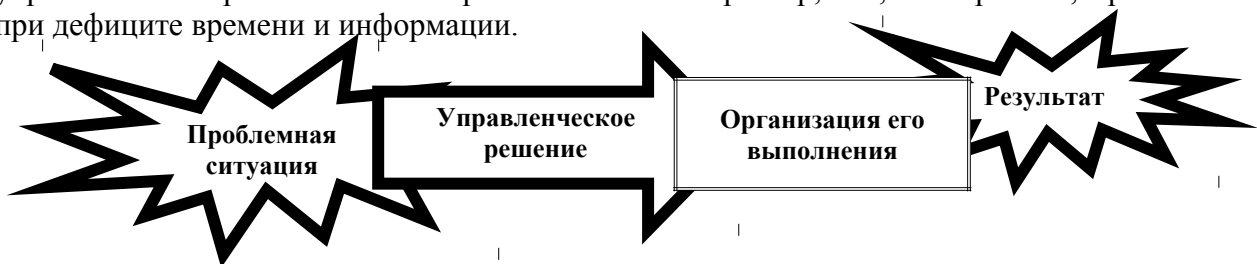 при дефиците времени и информации.
Проблемная
ситуация
Управленческое
решение
Организация его
выполнения
Результат